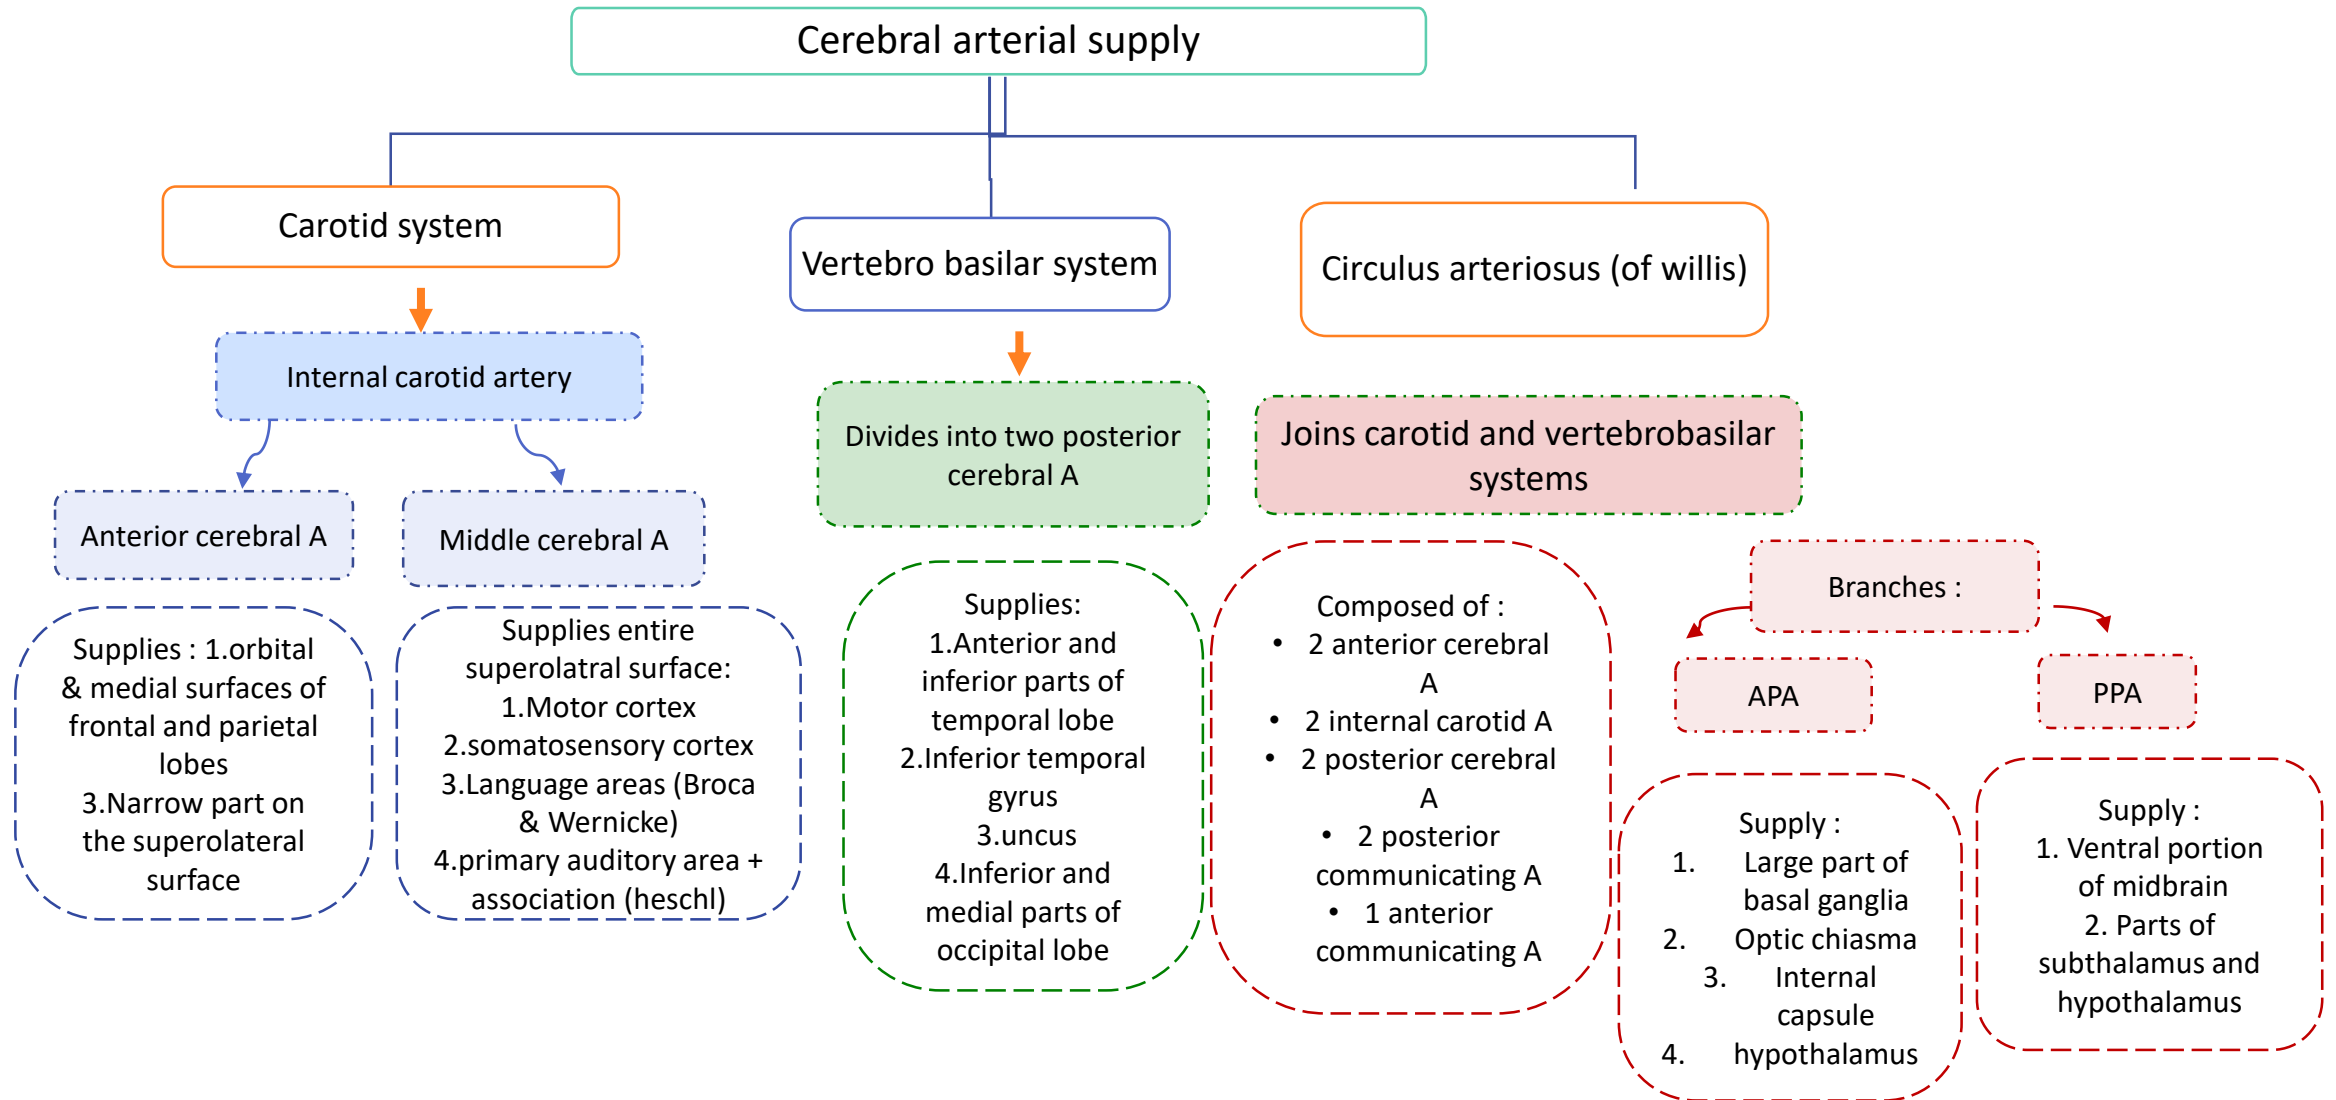 Cerebral arterial supply
Carotid system
Vertebro basilar system
Circulus arteriosus (of willis)
Internal carotid artery
Divides into two posterior
cerebral A
Joins carotid and vertebrobasilar
systems
Anterior cerebral A
Middle cerebral A
Supplies : 1.orbital
& medial surfaces of
frontal and parietal
lobes
3.Narrow part on
the superolateral
surface
Supplies entire
superolatral surface:
1.Motor cortex
2.somatosensory cortex
3.Language areas (Broca
& Wernicke)
4.primary auditory area +
association (heschl)
Supplies:
1.Anterior and
inferior parts of
temporal lobe
2.Inferior temporal
gyrus
3.uncus
4.Inferior and
medial parts of
occipital lobe
Composed of :
• 2 anterior cerebral
A
• 2 internal carotid A
• 2 posterior cerebral
A
• 2 posterior
communicating A
• 1 anterior
communicating A
Branches :
APA
PPA
Supply :
1. Large part of
basal ganglia
2. Optic chiasma
3. Internal
capsule
4. hypothalamus
Supply :
1. Ventral portion
of midbrain
2. Parts of
subthalamus and
hypothalamus